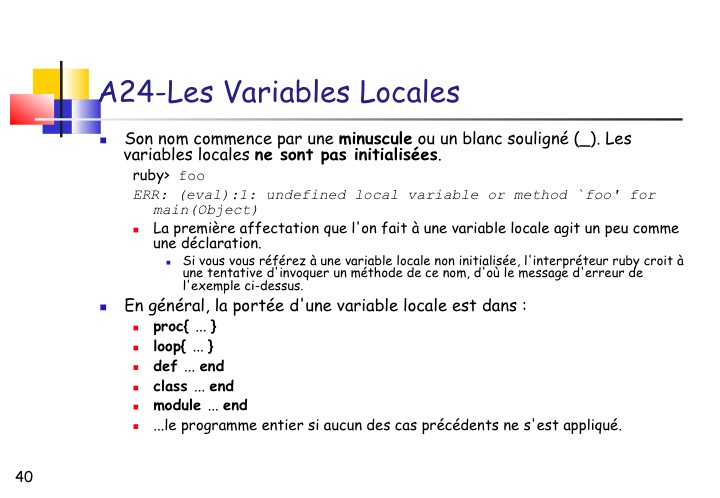 A24-Les Variables Locales
Son nom commence par une minuscule ou un blanc souligné (_). Les
variables locales ne sont pas initialisées.
ruby> foo
ERR: (eval):1: undefined local variable or method `foo' for
main(Object)
La première affectation que l'on fait à une variable locale agit un peu comme
une déclaration.
Si vous vous référez à une variable locale non initialisée, l'interpréteur ruby croit à
une tentative d'invoquer un méthode de ce nom, d'où le message d'erreur de
l'exemple ci-dessus.
En général, la portée d'une variable locale est dans :
proc{ ... }
loop{ ... }
def ... end
class ... end
module ... end
...le programme entier si aucun des cas précédents ne s'est appliqué.
40